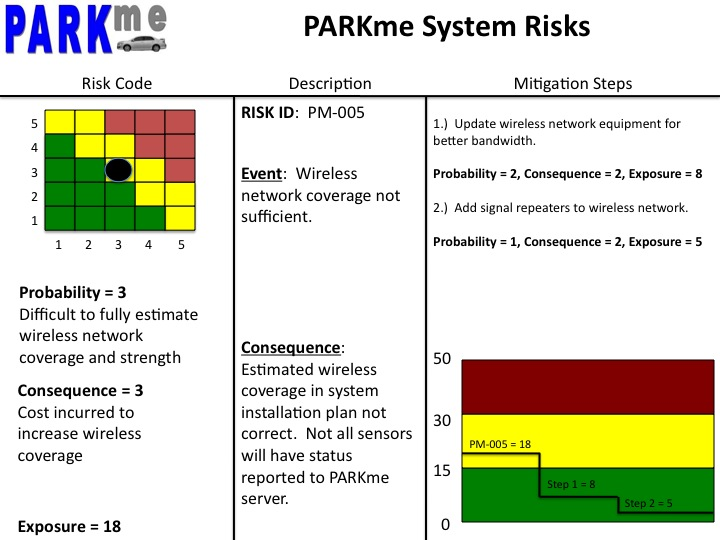 PARKme
PARKme System Risks
Risk Code
Description
Mitigation Steps
5
4
3
2
1
1 2 3 4 5
Probability = 3
Difficult to fully estimate
wireless network
coverage and strength
Consequence = 3
Cost incurred to
increase wireless
coverage
Exposure = 18
RISK ID: PM-005
Event: Wireless
network coverage not
sufficient.
Consequence:
Estimated wireless
coverage in system
installation plan not
correct. Not all sensors
will have status
reported to PARKme
server.
1.) Update wireless network equipment for
better bandwidth.
Probability = 2, Consequence = 2, Exposure = 8
2.) Add signal repeaters to wireless network.
Probability = 1, Consequence = 2, Exposure = 5
50
30
15
0
PM-005 = 18
Step 1 = 8
Step 2 = 5